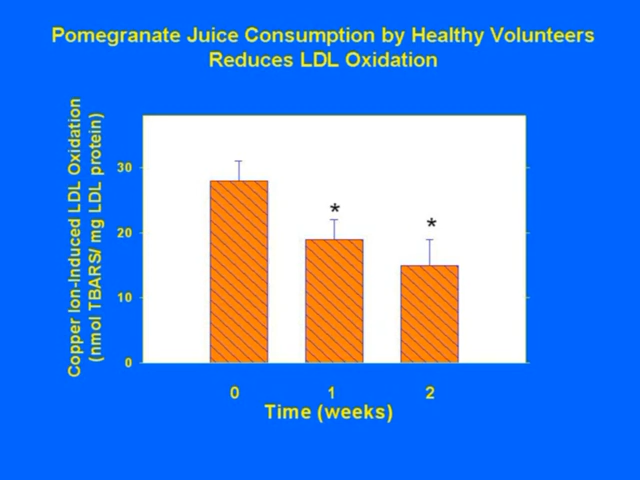 Pomegranate Juice Consumption by Healthy Volunteers
Reduces LDL Oxidation
Copper Ion-Induced LDL Oxidation
(nmol TBARS/ mg LDL protein)
30
20
10
0
*
*
0 1 2
Time (weeks)